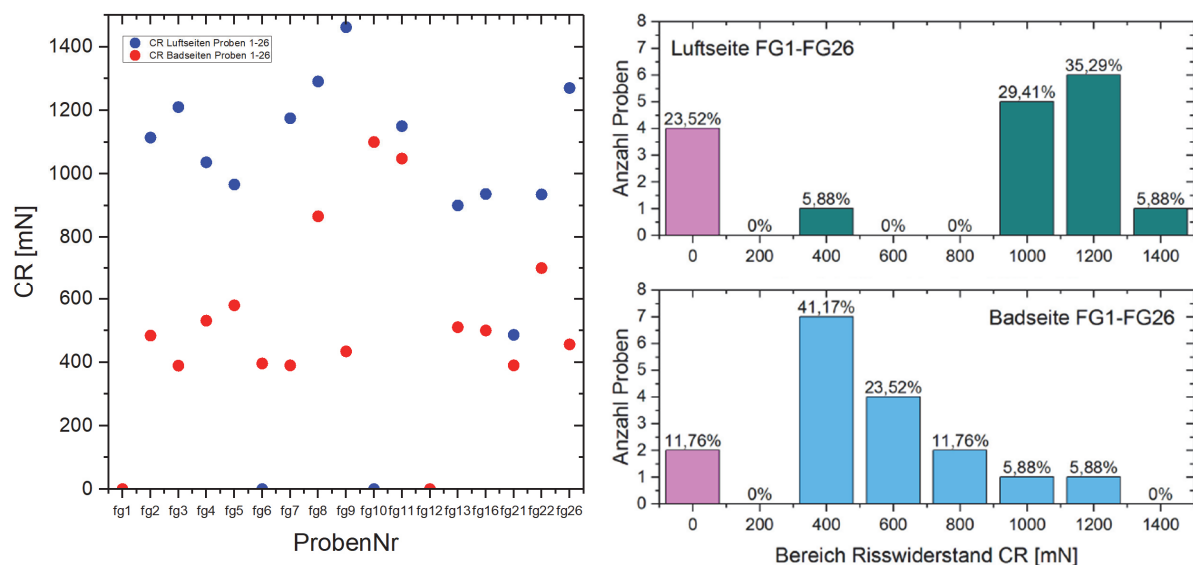 CR Luftseiten Proben 1-26
CR Badseiten Proben 1-26
1400
1200
1000
800
600
400
200
0
CR [mN]
fg1 fg2 fg3 fg4 fg5 fg6 fg7 fg8 fg9 fg10 fg11 fg12 fg13 fg16 fg21 fg22 fg26
ProbenNr
Luftseite FG1-FG26
Anzahl Proben
8
7
6
5
4
3
2
1
0
23,52% 0% 5,88% 0% 0% 29,41% 35,29% 5,88%
0 200 400 600 800 1000 1200 1400
Badseite FG1-FG26
Anzahl Proben
8
7
6
5
4
3
2
1
0
11,76% 0% 41,17% 23,52% 11,76% 5,88% 5,88% 0%
0 200 400 600 800 1000 1200 1400
Bereich Risswiderstand CR [mN]